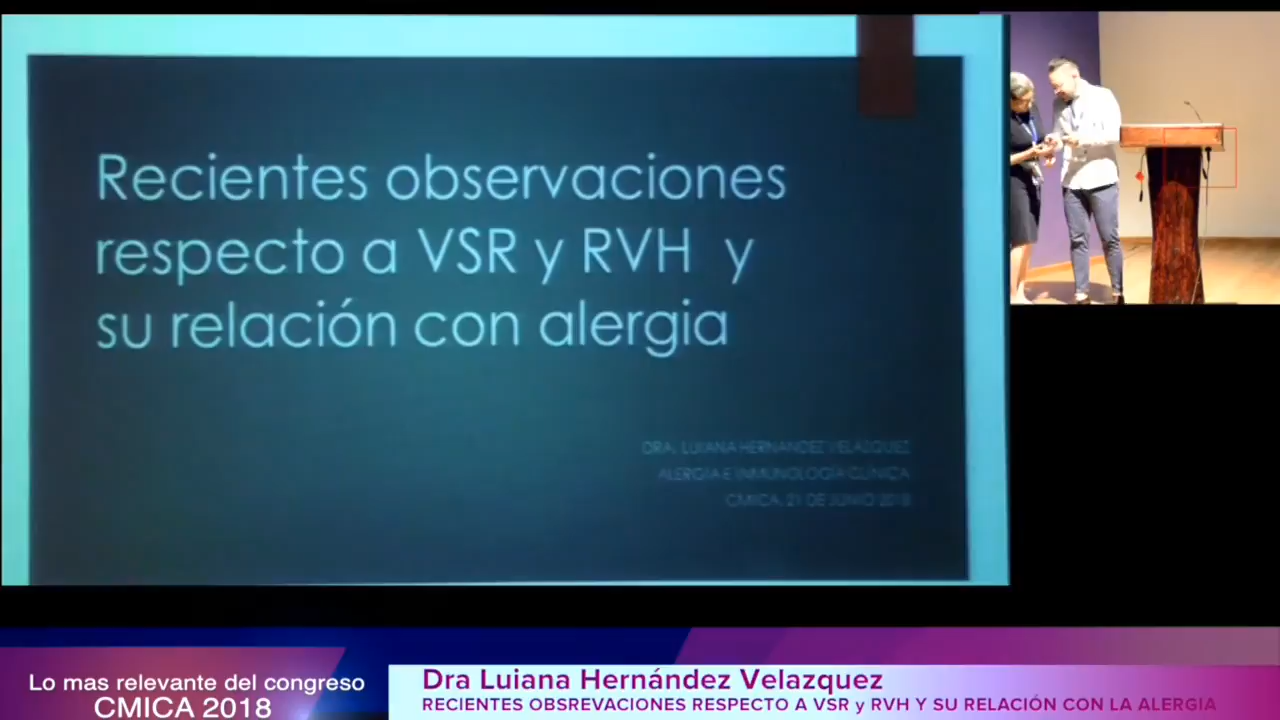 Recientes observaciones
respecto a VSR y RVH y
su relación con alergia
DRA. LUIANA HERNANDEZ VELAZQUEZ
ALERGIA E INMUNOLOGÍA CLÍNICA
CMICA, 21 DE JUNIO 2018
Lo mas relevante del congreso
CMICA 2018
Dra Luiana Hernández Velazquez
RECIENTES OBSREVACIONES RESPECTO A VSR y RVH Y SU RELACIÓN CON LA ALERGIA